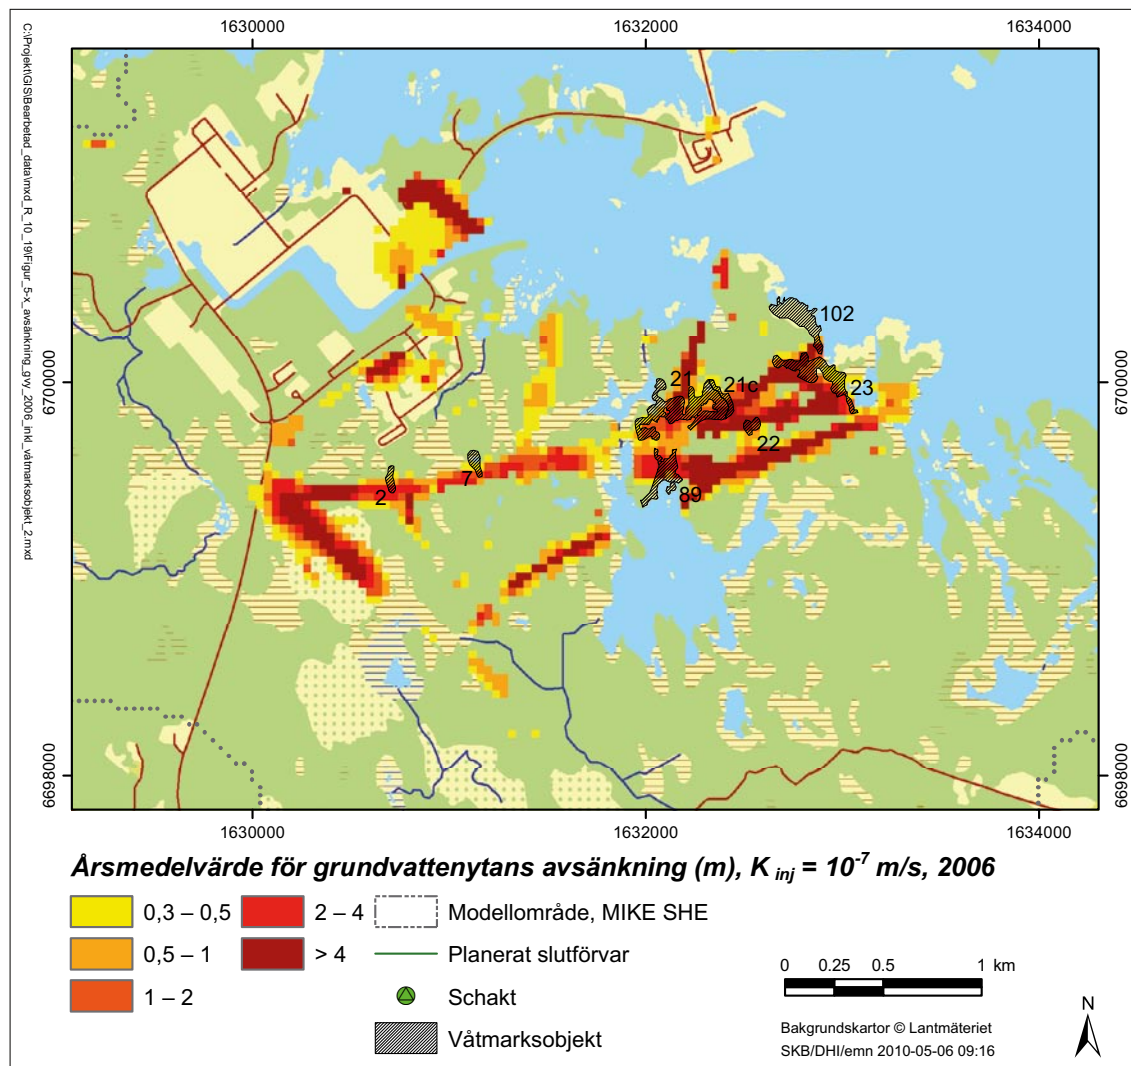 1630000 1632000 1634000
C:\Projekt\GIS\Bearbetad_data\mxd_R_10_19\Figur_5-x_avsänkning_gvy_2006_inkl_våtmarksobjekt_2.mxd
6700000
6698000
102
21
21c
23
22
7
2
89
6700000
6698000
1630000 1632000 1634000
Årsmedelvärde för grundvattenytans avsänkning (m), K inj = 10-7 m/s, 2006
0,3 – 0,5
0,5 – 1
1 – 2
2 – 4
> 4
Modellområde, MIKE SHE
Planerat slutförvar
Schakt
Våtmarksobjekt
0 0.25 0.5 1 km
Bakgrundskartor © Lantmäteriet
SKB/DHI/emn 2010-05-06 09:16
N